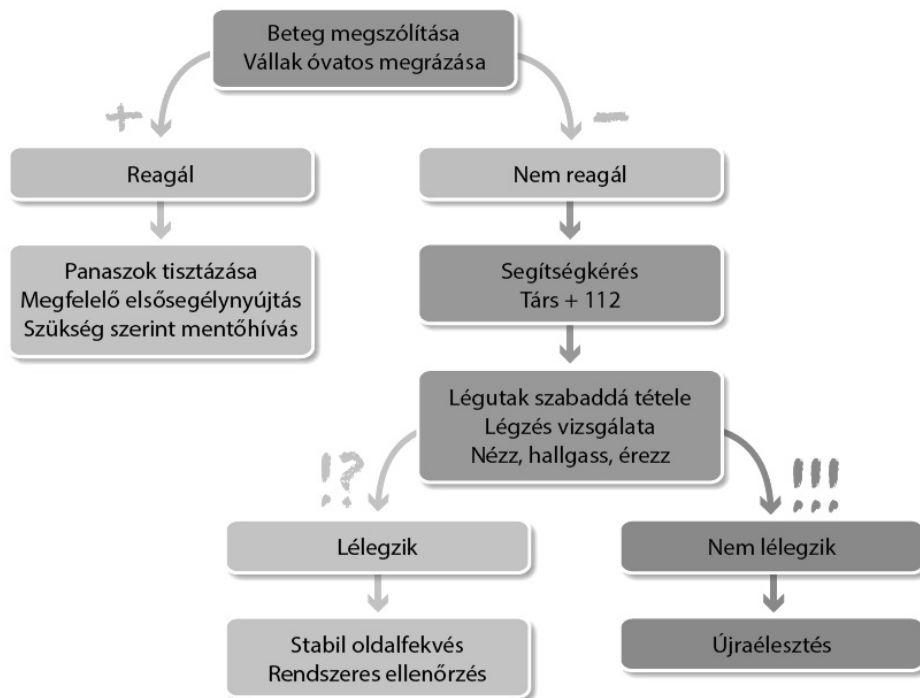 Beteg megszólítása
Vállak óvatos megrázása
+
–
Reagál
Nem reagál
Panaszok tisztázása
Megfelelő elsősegélynyújtás
Szükség szerint mentőhívás
Segítségkérés
Társ + 112
Légutak szabaddá tétele
Légzés vizsgálata
Nézz, hallgass, érezz
!?
!!!
Lélegzik
Nem lélegzik
Stabil oldalfekvés
Rendszeres ellenőrzés
Újraélesztés